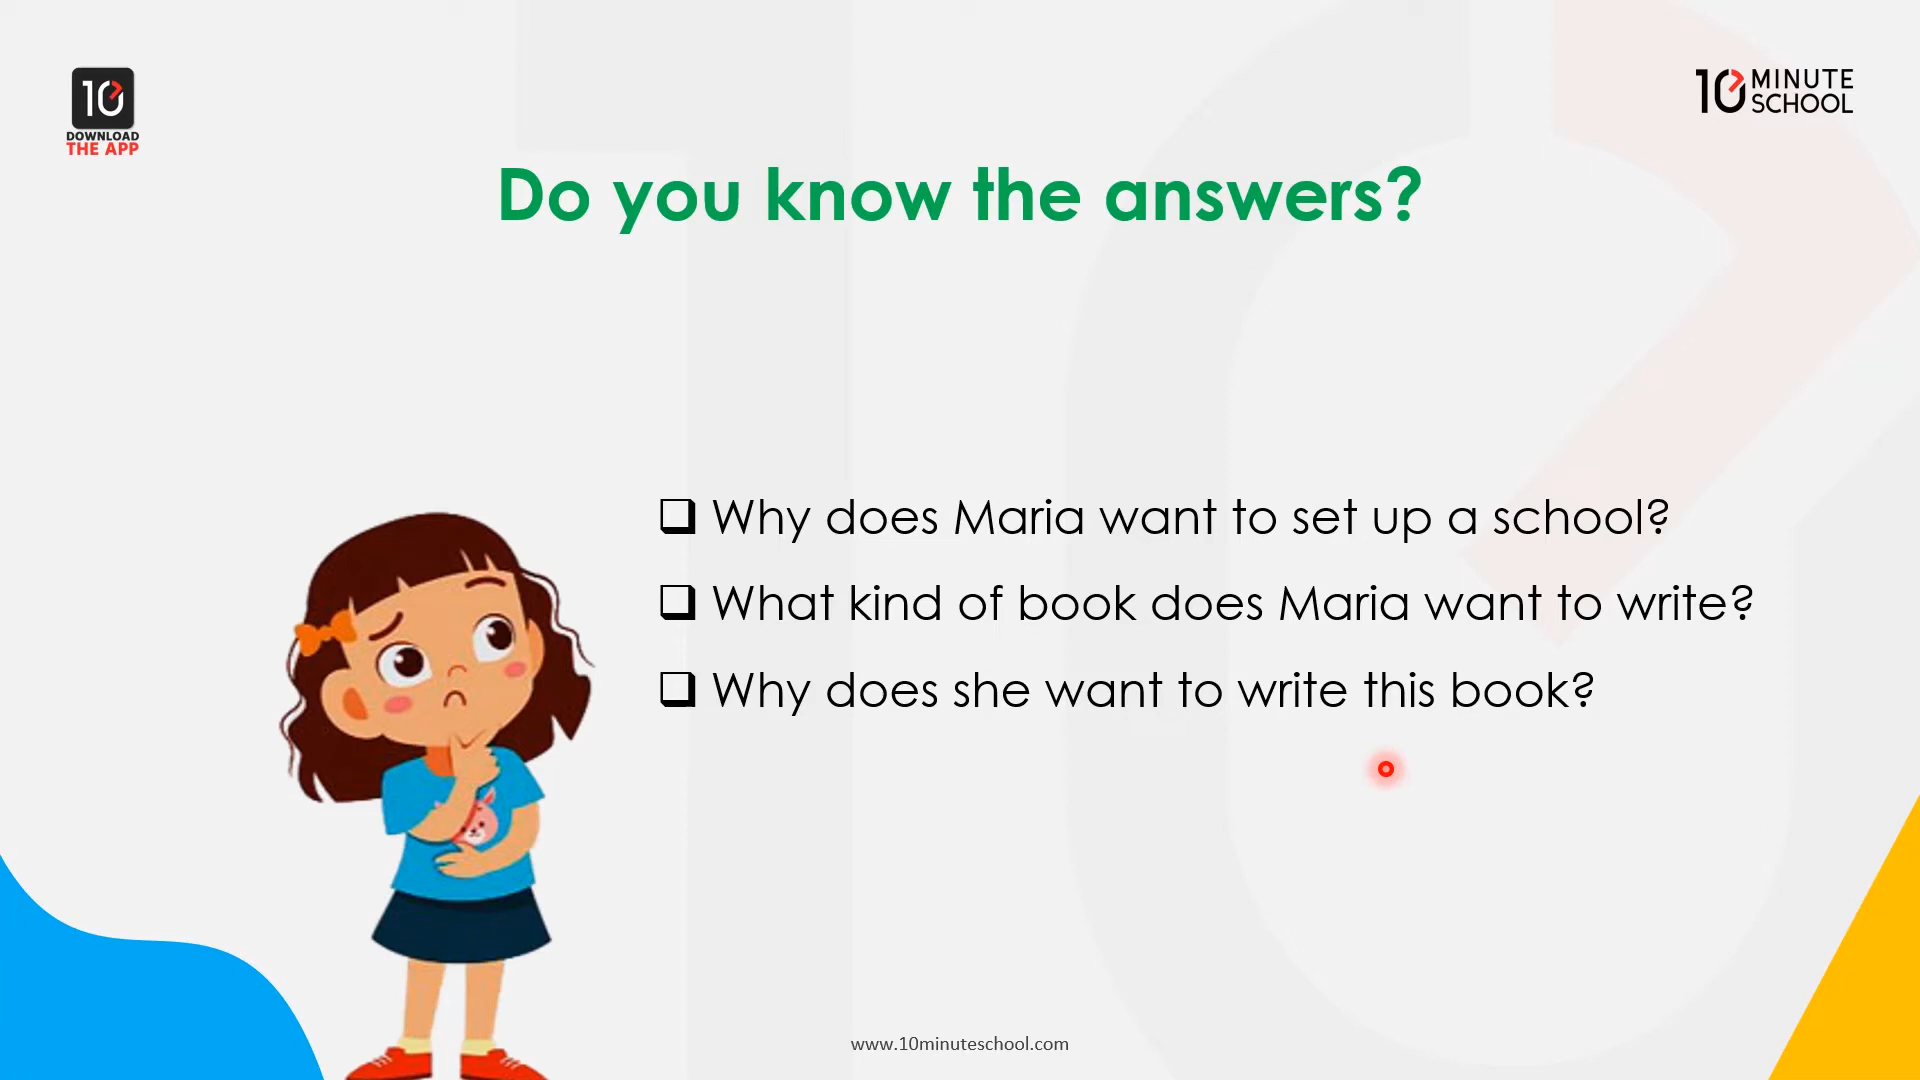 10
DOWNLOAD
THE APP
10 MINUTE
SCHOOL
Do you know the answers?
❑ Why does Maria want to set up a school?
❑ What kind of book does Maria want to write?
❑ Why does she want to write this book?
www.10minuteschool.com